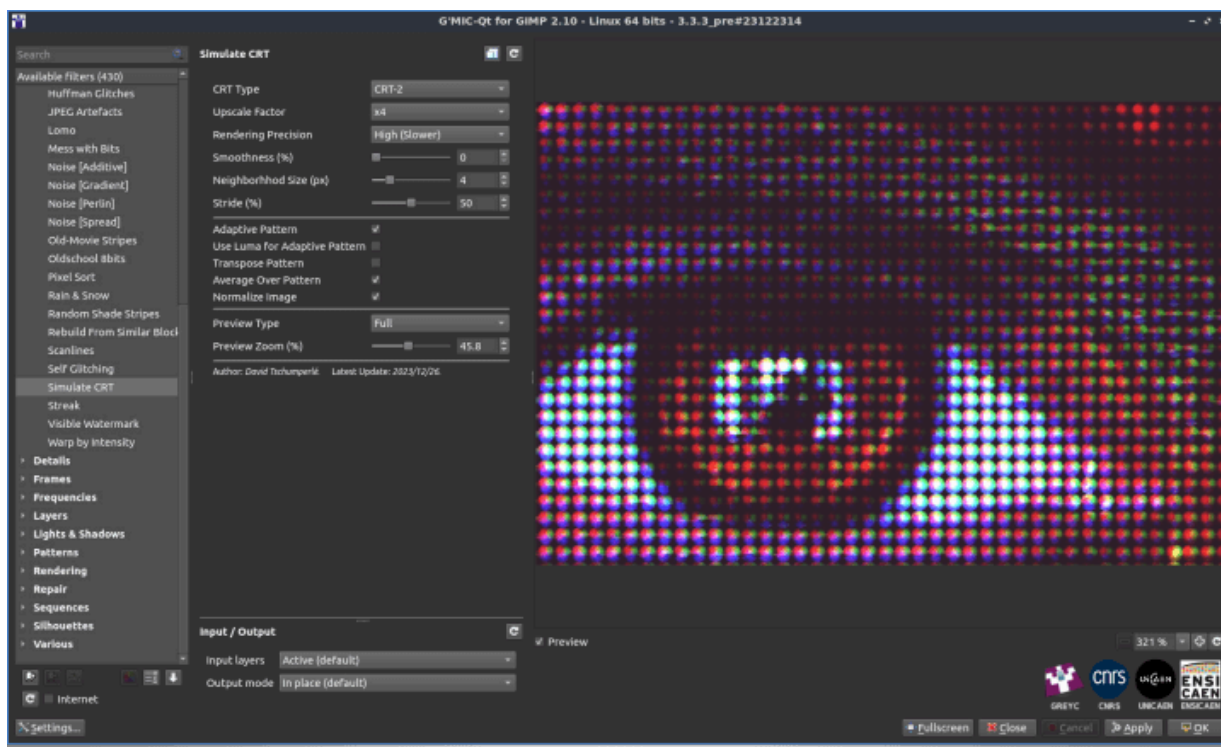 G'MIC-Qt for GIMP 2.10 - Linux 64 bits - 3.3.3_pre#23122314
Search
Available filters (430)
Huffman Glitches
JPEG Artefacts
Lomo
Mess with Bits
Noise [Additive]
Noise [Gradient]
Noise [Perlin]
Noise [Spread]
Old-Movie Stripes
Oldschool 8bits
Pixel Sort
Rain & Snow
Random Shade Stripes
Rebuild From Similar Block
Scanlines
Self Glitching
Simulate CRT
Streak
Visible Watermark
Warp by Intensity
Details
Frames
Frequencies
Layers
Lights & Shadows
Patterns
Rendering
Repair
Sequences
Silhouettes
Various
Internet
Settings...
Simulate CRT
CRT Type CRT-2
Upscale Factor x4
Rendering Precision High (Slower)
Smoothness (%) 0
Neighborhhod Size (px) 4
Stride (%) 50
Adaptive Pattern
Use Luma for Adaptive Pattern
Transpose Pattern
Average Over Pattern
Normalize Image
Preview Type Full
Preview Zoom (%) 45.8
Author: David Tschumperlé Latest Update: 2023/12/26.
Input / Output
Input layers Active (default)
Output mode In place (default)
Preview
321 %
cnrs UNICAEN ENSI CAEN
GREYC CNRS UNICAEN ENSICAEN
Fullscreen Close Cancel Apply OK